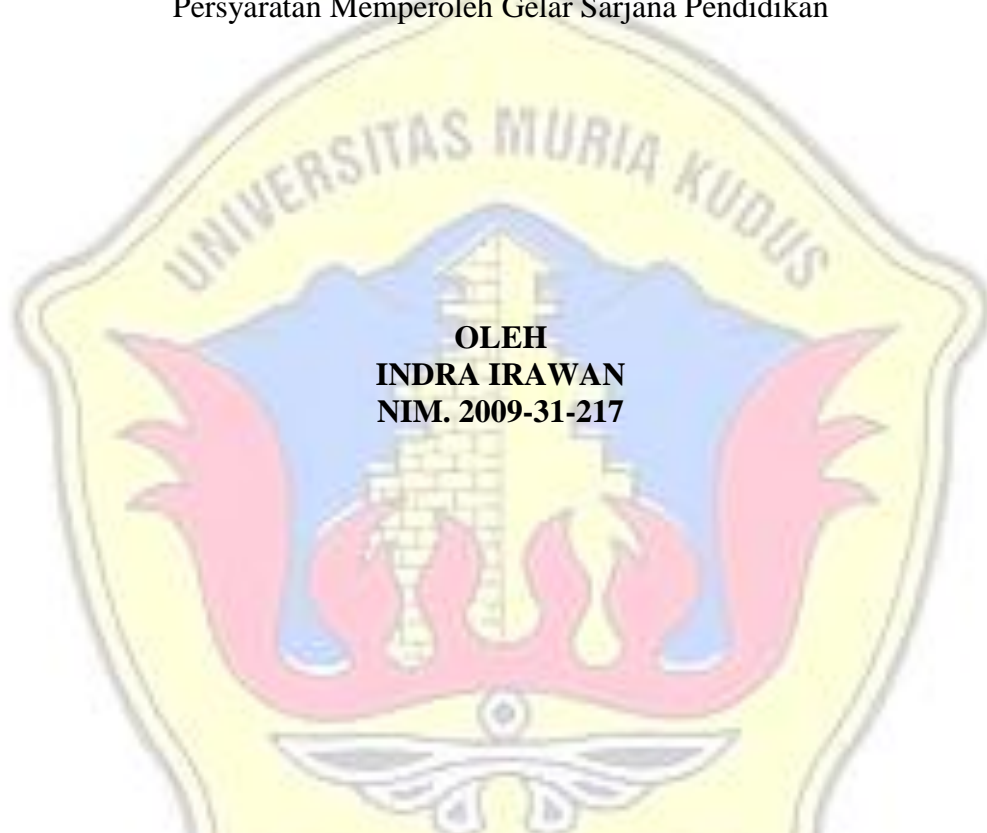 Persyaratan Memperoleh Gelar Sarjana Pendidikan
UNIVERSITAS MURIA KUDUS
OLEH
INDRA IRAWAN
NIM. 2009-31-217